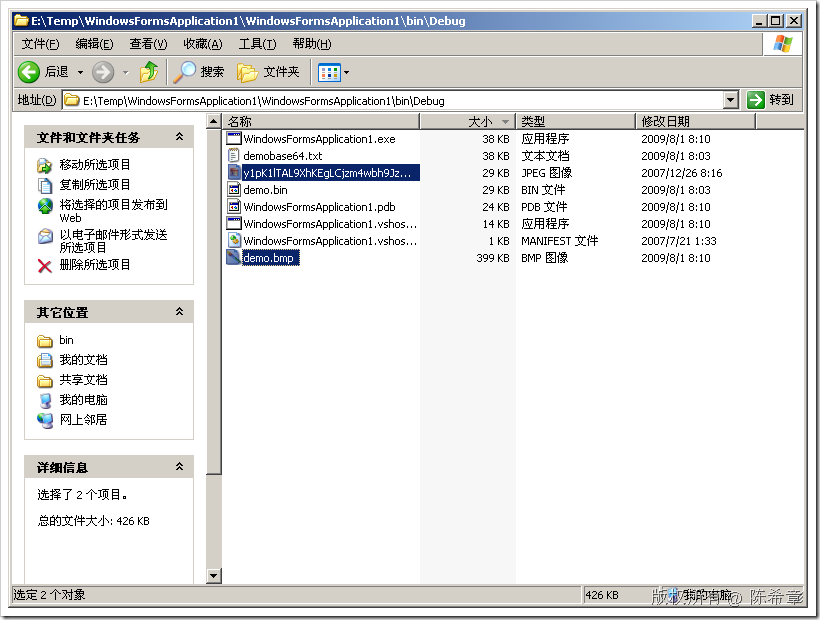 E:\Temp\WindowsFormsApplication1\WindowsFormsApplication1\bin\Debug
文件(F) 编辑(E) 查看(V) 收藏(A) 工具(T) 帮助(H)
后退 搜索 文件夹
地址(D) E:\Temp\WindowsFormsApplication1\WindowsFormsApplication1\bin\Debug 转到
文件和文件夹任务
移动所选项目
复制所选项目
将选择的项目发布到
Web
以电子邮件形式发送
所选项目
删除所选项目
其它位置
bin
我的文档
共享文档
我的电脑
网上邻居
详细信息
选择了 2 个项目。
总的文件大小: 426 KB
名称 大小 类型 修改日期
WindowsFormsApplication1.exe 38 KB 应用程序 2009/8/1 8:10
demobase64.txt 38 KB 文本文档 2009/8/1 8:03
y1pK1lTAL9XhKEgLCjzm4wbh9Jz... 29 KB JPEG 图像 2007/12/26 8:16
demo.bin 29 KB BIN 文件 2009/8/1 8:03
WindowsFormsApplication1.pdb 24 KB PDB 文件 2009/8/1 8:10
WindowsFormsApplication1.vshos... 14 KB 应用程序 2009/8/1 8:10
WindowsFormsApplication1.vshos... 1 KB MANIFEST 文件 2007/7/21 1:33
demo.bmp 399 KB BMP 图像 2009/8/1 8:10
选定 2 个对象 426 KB 我的电脑
版权所有 @ 陈希章